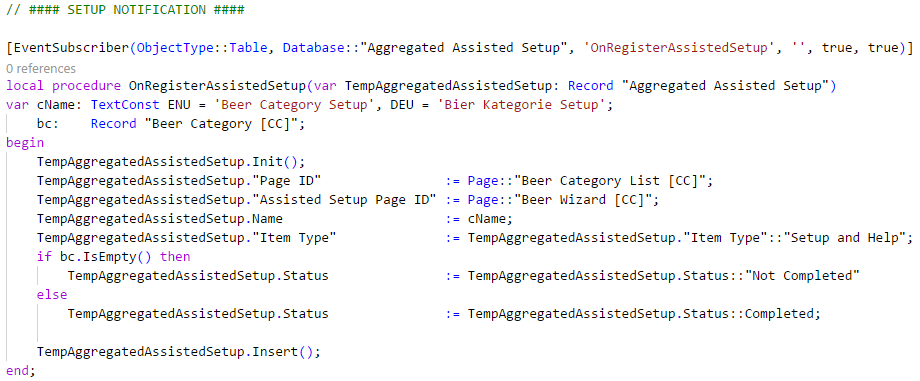 // #### SETUP NOTIFICATION ####
[EventSubscriber(ObjectType::Table, Database::"Aggregated Assisted Setup", 'OnRegisterAssistedSetup', '', true, true)]
0 references
local procedure OnRegisterAssistedSetup(var TempAggregatedAssistedSetup: Record "Aggregated Assisted Setup")
var cName: TextConst ENU = 'Beer Category Setup', DEU = 'Bier Kategorie Setup';
    bc:    Record "Beer Category [CC]";
begin
    TempAggregatedAssistedSetup.Init();
    TempAggregatedAssistedSetup."Page ID"                := Page::"Beer Category List [CC]";
    TempAggregatedAssistedSetup."Assisted Setup Page ID" := Page::"Beer Wizard [CC]";
    TempAggregatedAssistedSetup.Name                     := cName;
    TempAggregatedAssistedSetup."Item Type"              := TempAggregatedAssistedSetup."Item Type"::"Setup and Help";
    if bc.IsEmpty() then
        TempAggregatedAssistedSetup.Status               := TempAggregatedAssistedSetup.Status::"Not Completed"
    else
        TempAggregatedAssistedSetup.Status               := TempAggregatedAssistedSetup.Status::Completed;
    TempAggregatedAssistedSetup.Insert();
end;